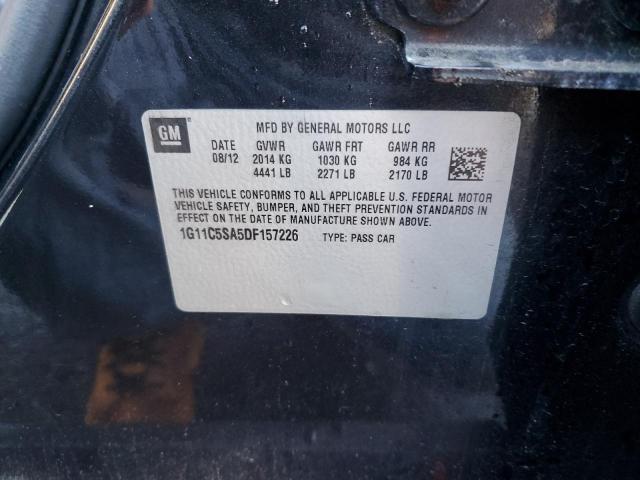 GM
MFD BY GENERAL MOTORS LLC
DATE GVWR GAWR FRT GAWR RR
08/12 2014 KG 1030 KG 984 KG
4441 LB 2271 LB 2170 LB
THIS VEHICLE CONFORMS TO ALL APPLICABLE U.S. FEDERAL MOTOR
VEHICLE SAFETY, BUMPER, AND THEFT PREVENTION STANDARDS IN
EFFECT ON THE DATE OF MANUFACTURE SHOWN ABOVE.
1G11C5SA5DF157226 TYPE: PASS CAR